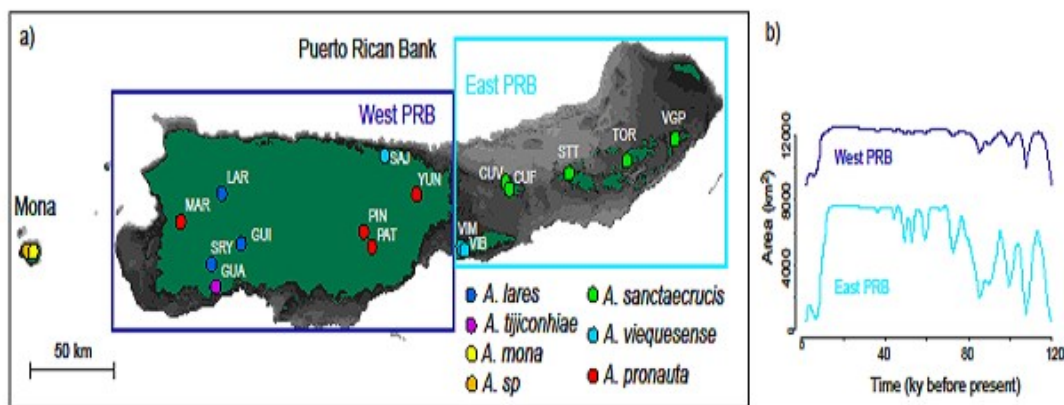 a)
Puerto Rican Bank
East PRB
West PRB
Mona
SAJ
LAR
YUN
MAR
PIN
PAT
GUI
SRY
GUA
VGP
TOR
STT
CUV
CUF
VIM
VIB
A. lares
A. tijiconhiae
A. mona
A. sp
A. sanctaecrucis
A. viequesense
A. pronauta
50 km
b)
Area (km²)
0 4000 8000 12000
West PRB
East PRB
0 40 80 120
Time (ky before present)